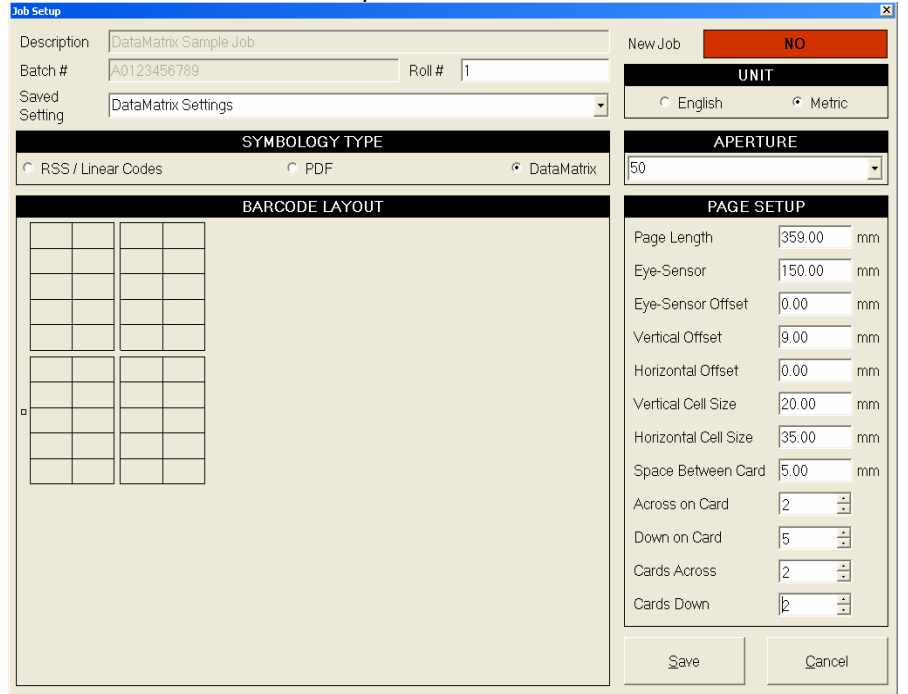 Job Setup
Description DataMatrix Sample Job
New Job NO
Batch # A0123456789 Roll # 1
UNIT
Saved Setting DataMatrix Settings
English Metric
SYMBOLOGY TYPE
RSS / Linear Codes PDF DataMatrix
APERTURE
50
BARCODE LAYOUT
PAGE SETUP
Page Length 359.00 mm
Eye-Sensor 150.00 mm
Eye-Sensor Offset 0.00 mm
Vertical Offset 9.00 mm
Horizontal Offset 0.00 mm
Vertical Cell Size 20.00 mm
Horizontal Cell Size 35.00 mm
Space Between Card 5.00 mm
Across on Card 2
Down on Card 5
Cards Across 2
Cards Down 2
Save Cancel